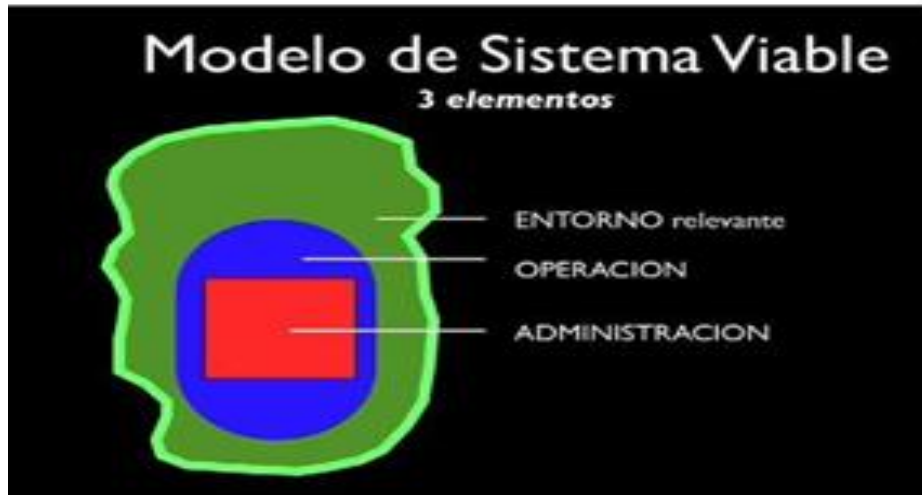 Modelo de Sistema Viable
3 elementos
ENTORNO relevante
OPERACION
ADMINISTRACION